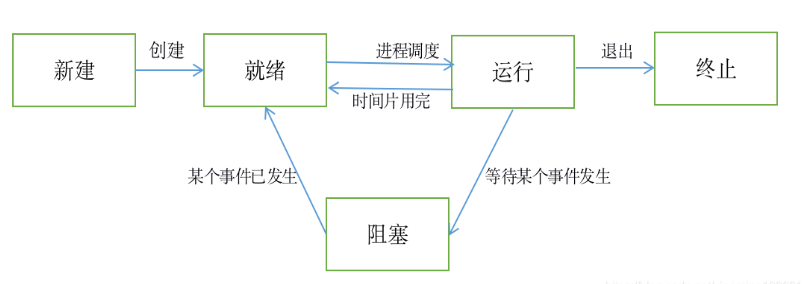 创建
进程调度
退出
新建
就绪
运行
终止
时间片用完
某个事件已发生
等待某个事件发生
阻塞